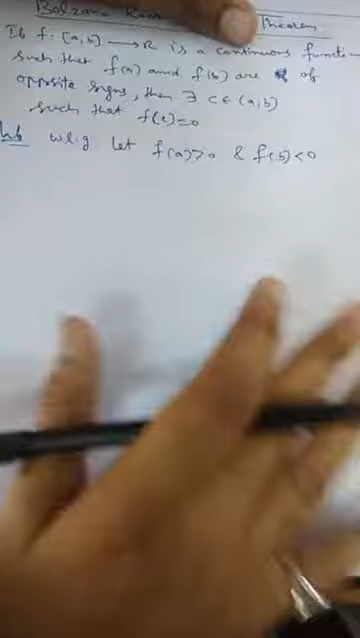 Bolzano Theorem
If f: [a,b] → R is a continuous functi
such that f(a) and f(b) are of
opposite signs, then ∃ c ∈ (a,b)
such that f(c)=0
w.l.g. let f(a)>0 & f(b)<0